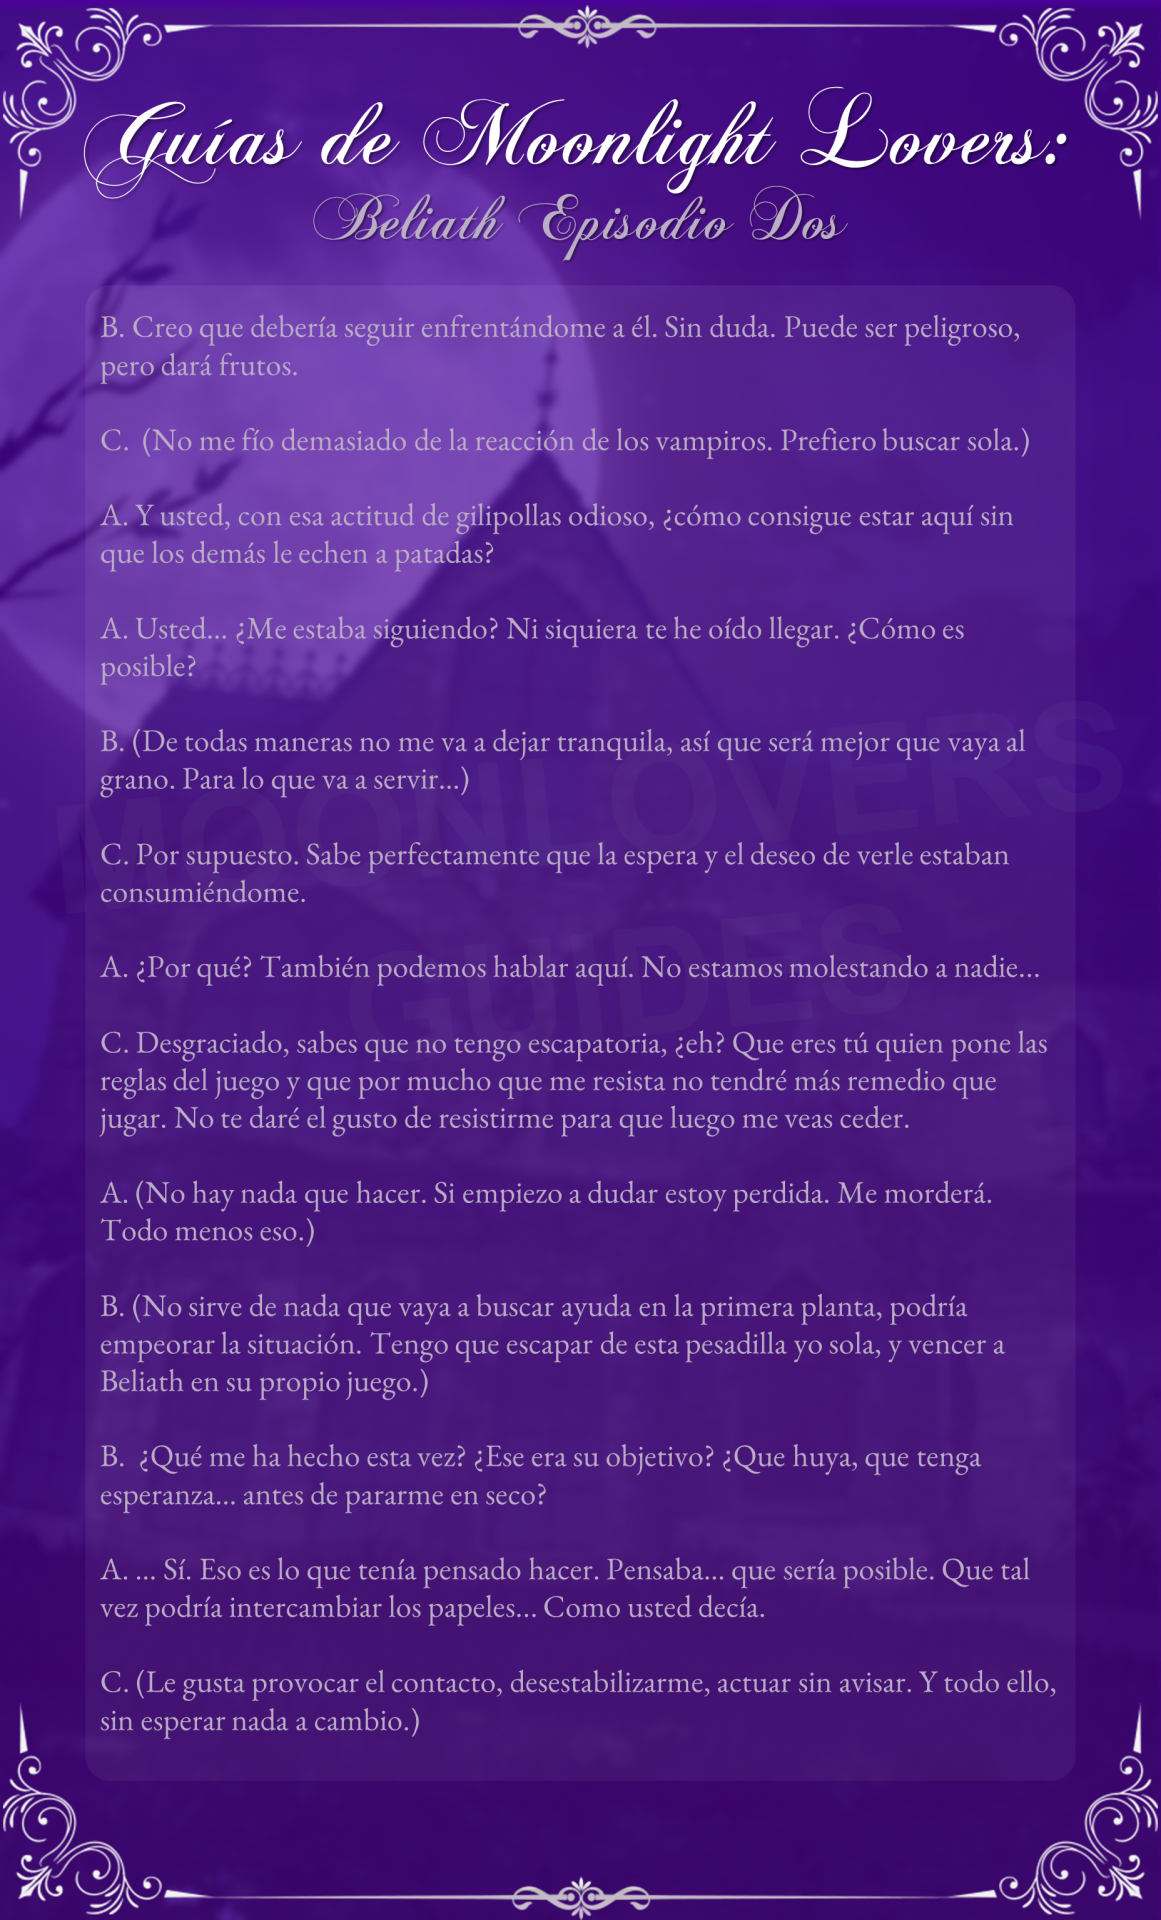 Guías de Moonlight Lovers:
Beliath Episodio Dos
B. Creo que debería seguir enfrentándome a él. Sin duda. Puede ser peligroso,
pero dará frutos.
C. (No me fío demasiado de la reacción de los vampiros. Prefiero buscar sola.)
A. Y usted, con esa actitud de gilipollas odioso, ¿cómo consigue estar aquí sin
que los demás le echen a patadas?
A. Usted... ¿Me estaba siguiendo? Ni siquiera te he oído llegar. ¿Cómo es
posible?
B. (De todas maneras no me va a dejar tranquila, así que será mejor que vaya al
grano. Para lo que va a servir...)
MOONLOVERS
C. Por supuesto. Sabe perfectamente que la espera y el deseo de verle estaban
consumiéndome.
GUIDES
A. ¿Por qué? También podemos hablar aquí. No estamos molestando a nadie...
C. Desgraciado, sabes que no tengo escapatoria, ¿eh? Que eres tú quien pone las
reglas del juego y que por mucho que me resista no tendré más remedio que
jugar. No te daré el gusto de resistirme para que luego me veas ceder.
A. (No hay nada que hacer. Si empiezo a dudar estoy perdida. Me morderá.
Todo menos eso.)
B. (No sirve de nada que vaya a buscar ayuda en la primera planta, podría
empeorar la situación. Tengo que escapar de esta pesadilla yo sola, y vencer a
Beliath en su propio juego.)
B. ¿Qué me ha hecho esta vez? ¿Ese era su objetivo? ¿Que huya, que tenga
esperanza... antes de pararme en seco?
A. ... Sí. Eso es lo que tenía pensado hacer. Pensaba... que sería posible. Que tal
vez podría intercambiar los papeles... Como usted decía.
C. (Le gusta provocar el contacto, desestabilizarme, actuar sin avisar. Y todo ello,
sin esperar nada a cambio.)